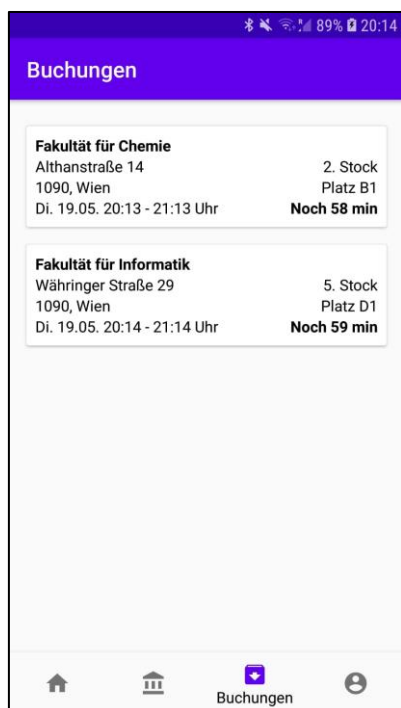 89% 20:14
Buchungen
Fakultät für Chemie
Althanstraße 14 2. Stock
1090, Wien Platz B1
Di. 19.05. 20:13 - 21:13 Uhr Noch 58 min
Fakultät für Informatik
Währinger Straße 29 5. Stock
1090, Wien Platz D1
Di. 19.05. 20:14 - 21:14 Uhr Noch 59 min
Buchungen